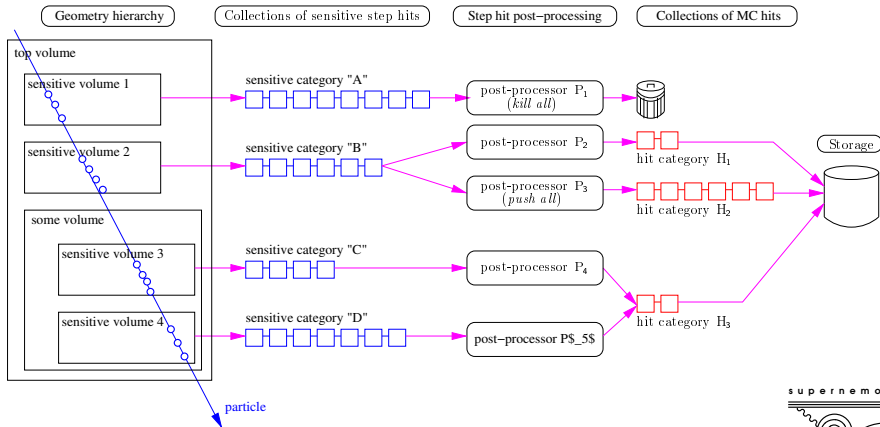 Geometry hierarchy
Collections of sensitive step hits
Step hit post-processing
Collections of MC hits
top volume
sensitive volume 1
sensitive category "A"
post-processor P₁
(kill all)
sensitive volume 2
sensitive category "B"
post-processor P₂
hit category H₁
Storage
post-processor P₃
(push all)
hit category H₂
some volume
sensitive volume 3
sensitive category "C"
post-processor P₄
hit category H₃
sensitive volume 4
sensitive category "D"
post-processor P$_5$
particle
supernemo